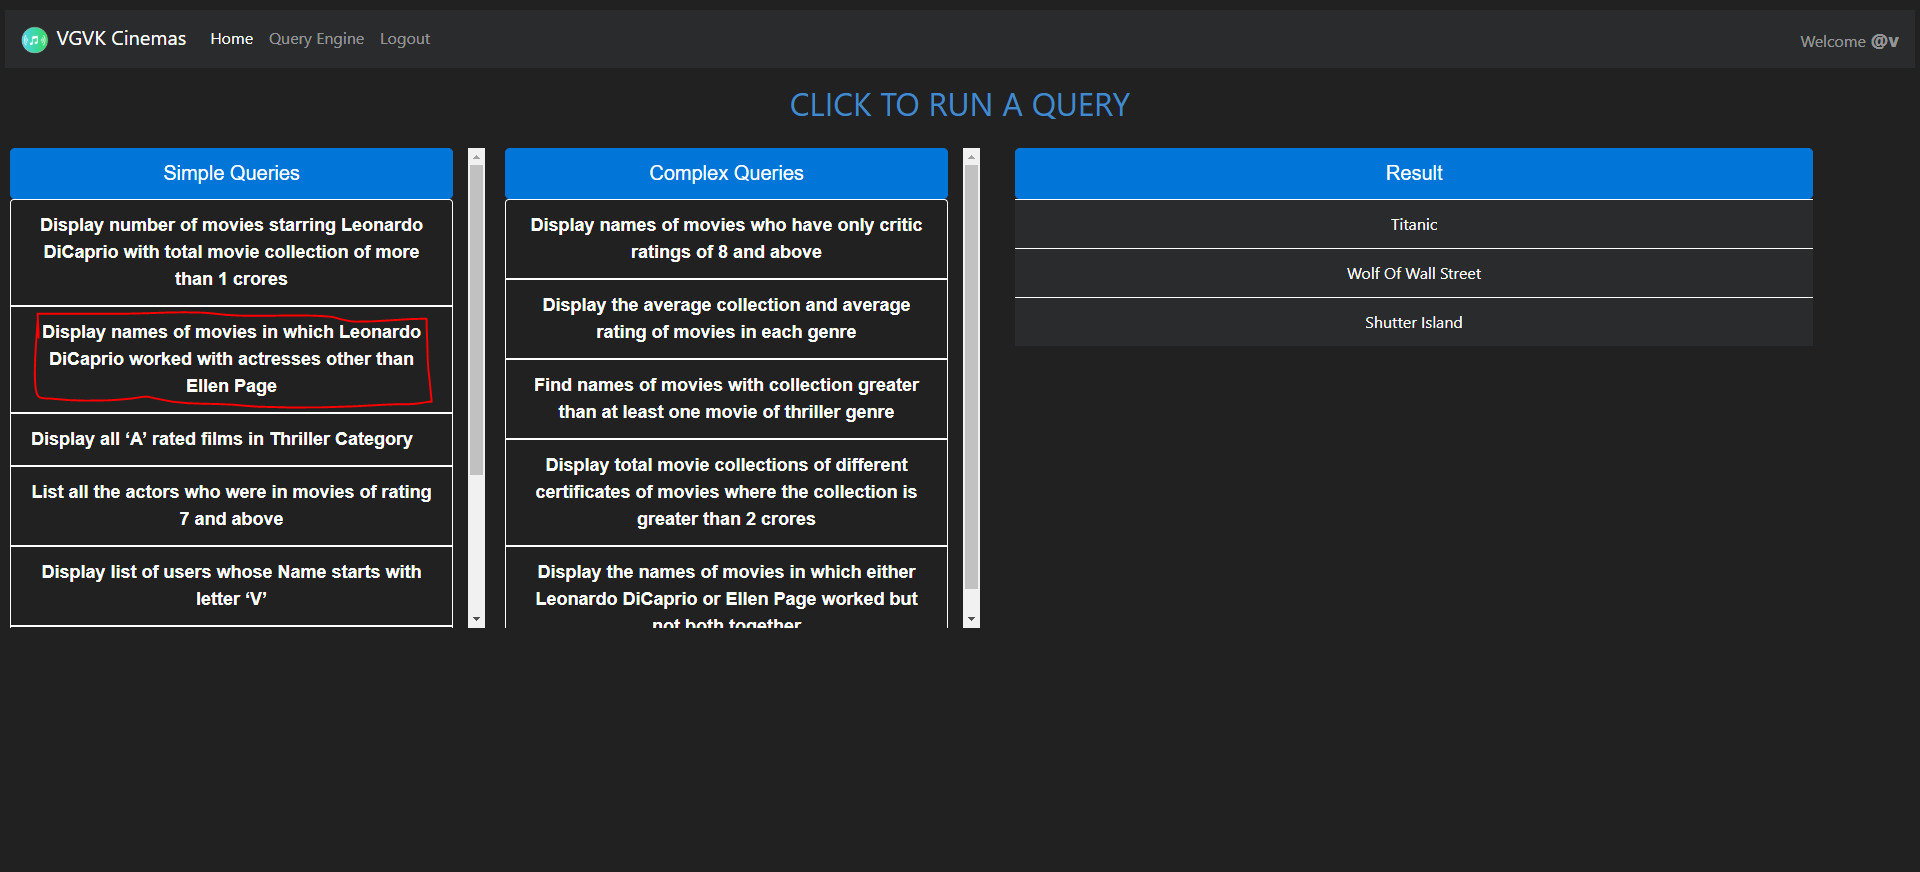 VGVK Cinemas Home Query Engine Logout Welcome @v
CLICK TO RUN A QUERY
Simple Queries
Display number of movies starring Leonardo
DiCaprio with total movie collection of more
than 1 crores
Display names of movies in which Leonardo
DiCaprio worked with actresses other than
Ellen Page
Display all ‘A’ rated films in Thriller Category
List all the actors who were in movies of rating
7 and above
Display list of users whose Name starts with
letter ‘V’
Complex Queries
Display names of movies who have only critic
ratings of 8 and above
Display the average collection and average
rating of movies in each genre
Find names of movies with collection greater
than at least one movie of thriller genre
Display total movie collections of different
certificates of movies where the collection is
greater than 2 crores
Display the names of movies in which either
Leonardo DiCaprio or Ellen Page worked but
not both together
Result
Titanic
Wolf Of Wall Street
Shutter Island